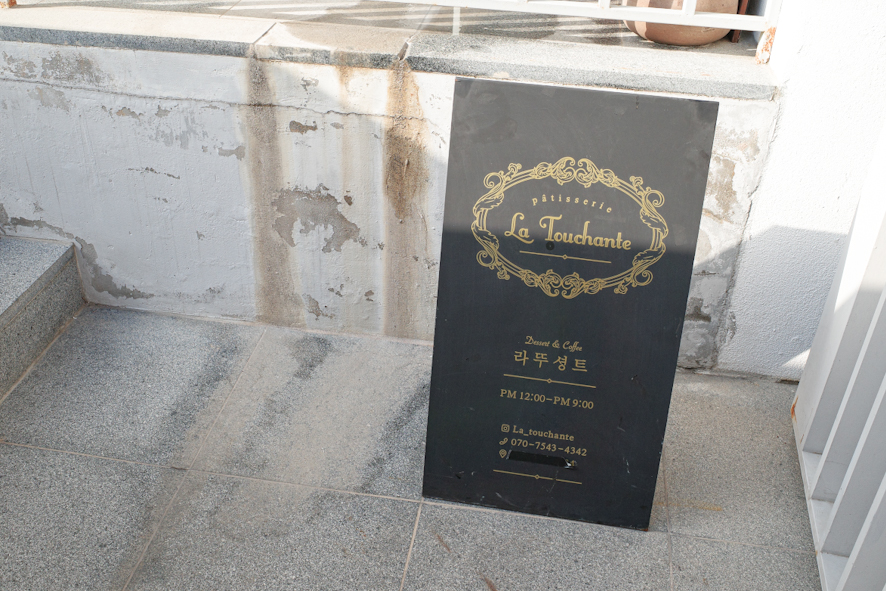 pâtisserie
La Touchante
Dessert & Coffee
라뚜셩트
PM 12:00-PM 9:00
La_touchante
070-7543-4342